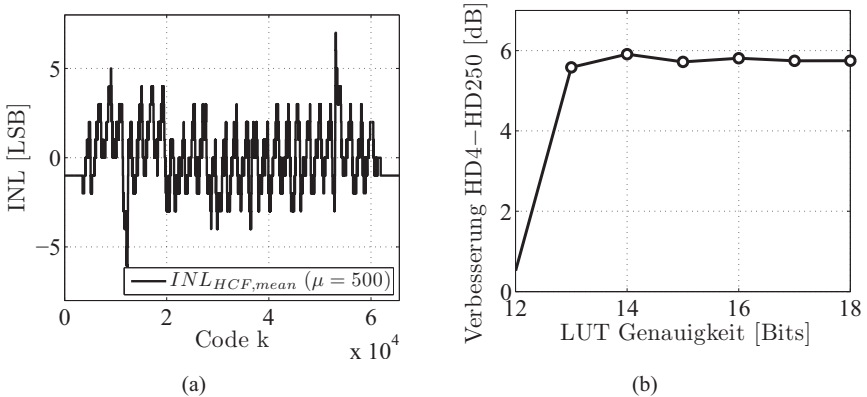 INL [LSB]
5
0
−5
INL_{HCF,mean} (μ = 500)
0
2
4
6
Code k
x 10^4
(a)
Verbesserung HD4−HD250 [dB]
6
4
2
0
12
14
16
18
LUT Genauigkeit [Bits]
(b)